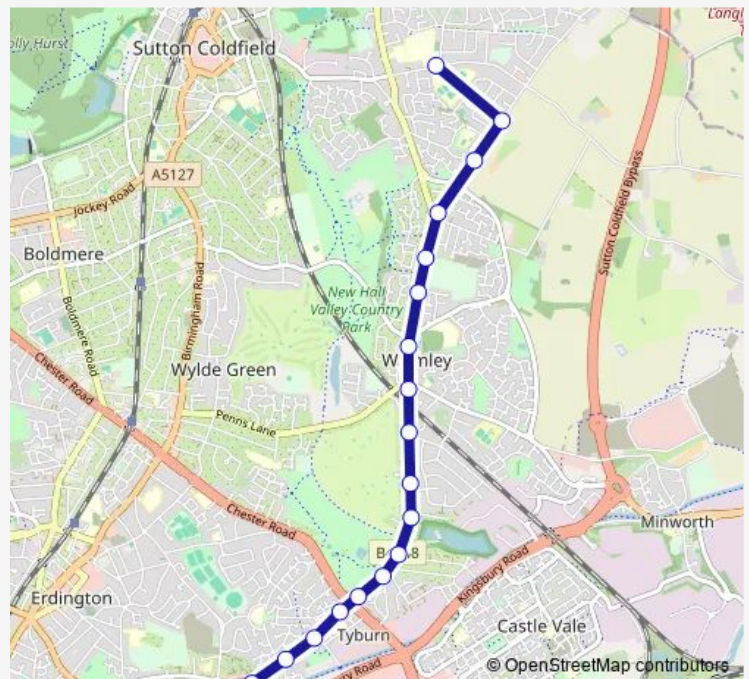 Sutton Coldfield
A5127
Jockey Road
Sutton Coldfield Bypass
Boldmere
Birmingham Road
Boldmere Road
New Hall
Valley Country
Park
Chester Road
Wylde Green
Penns Lane
Chester Road
Minworth
Kingsbury Road
Erdington
Castle Vale
Tyburn
© OpenStreetMap contributors